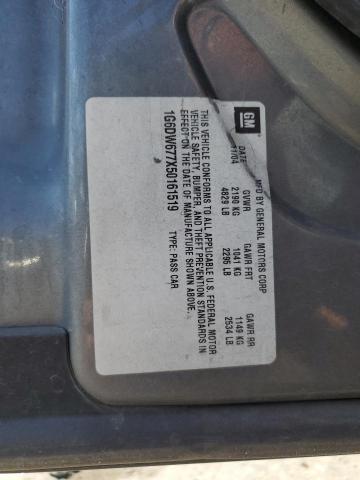 GM
MFD BY GENERAL MOTORS CORP
DATE GVWR GAWR FRT GAWR RR
11/04 2190 KG 1041 KG 1149 KG
4829 LB 2295 LB 2534 LB
THIS VEHICLE CONFORMS TO ALL APPLICABLE U.S. FEDERAL MOTOR
VEHICLE SAFETY, BUMPER, AND THEFT PREVENTION STANDARDS IN
EFFECT ON THE DATE OF MANUFACTURE SHOWN ABOVE.
1G6DW677X50161519 TYPE: PASS CAR